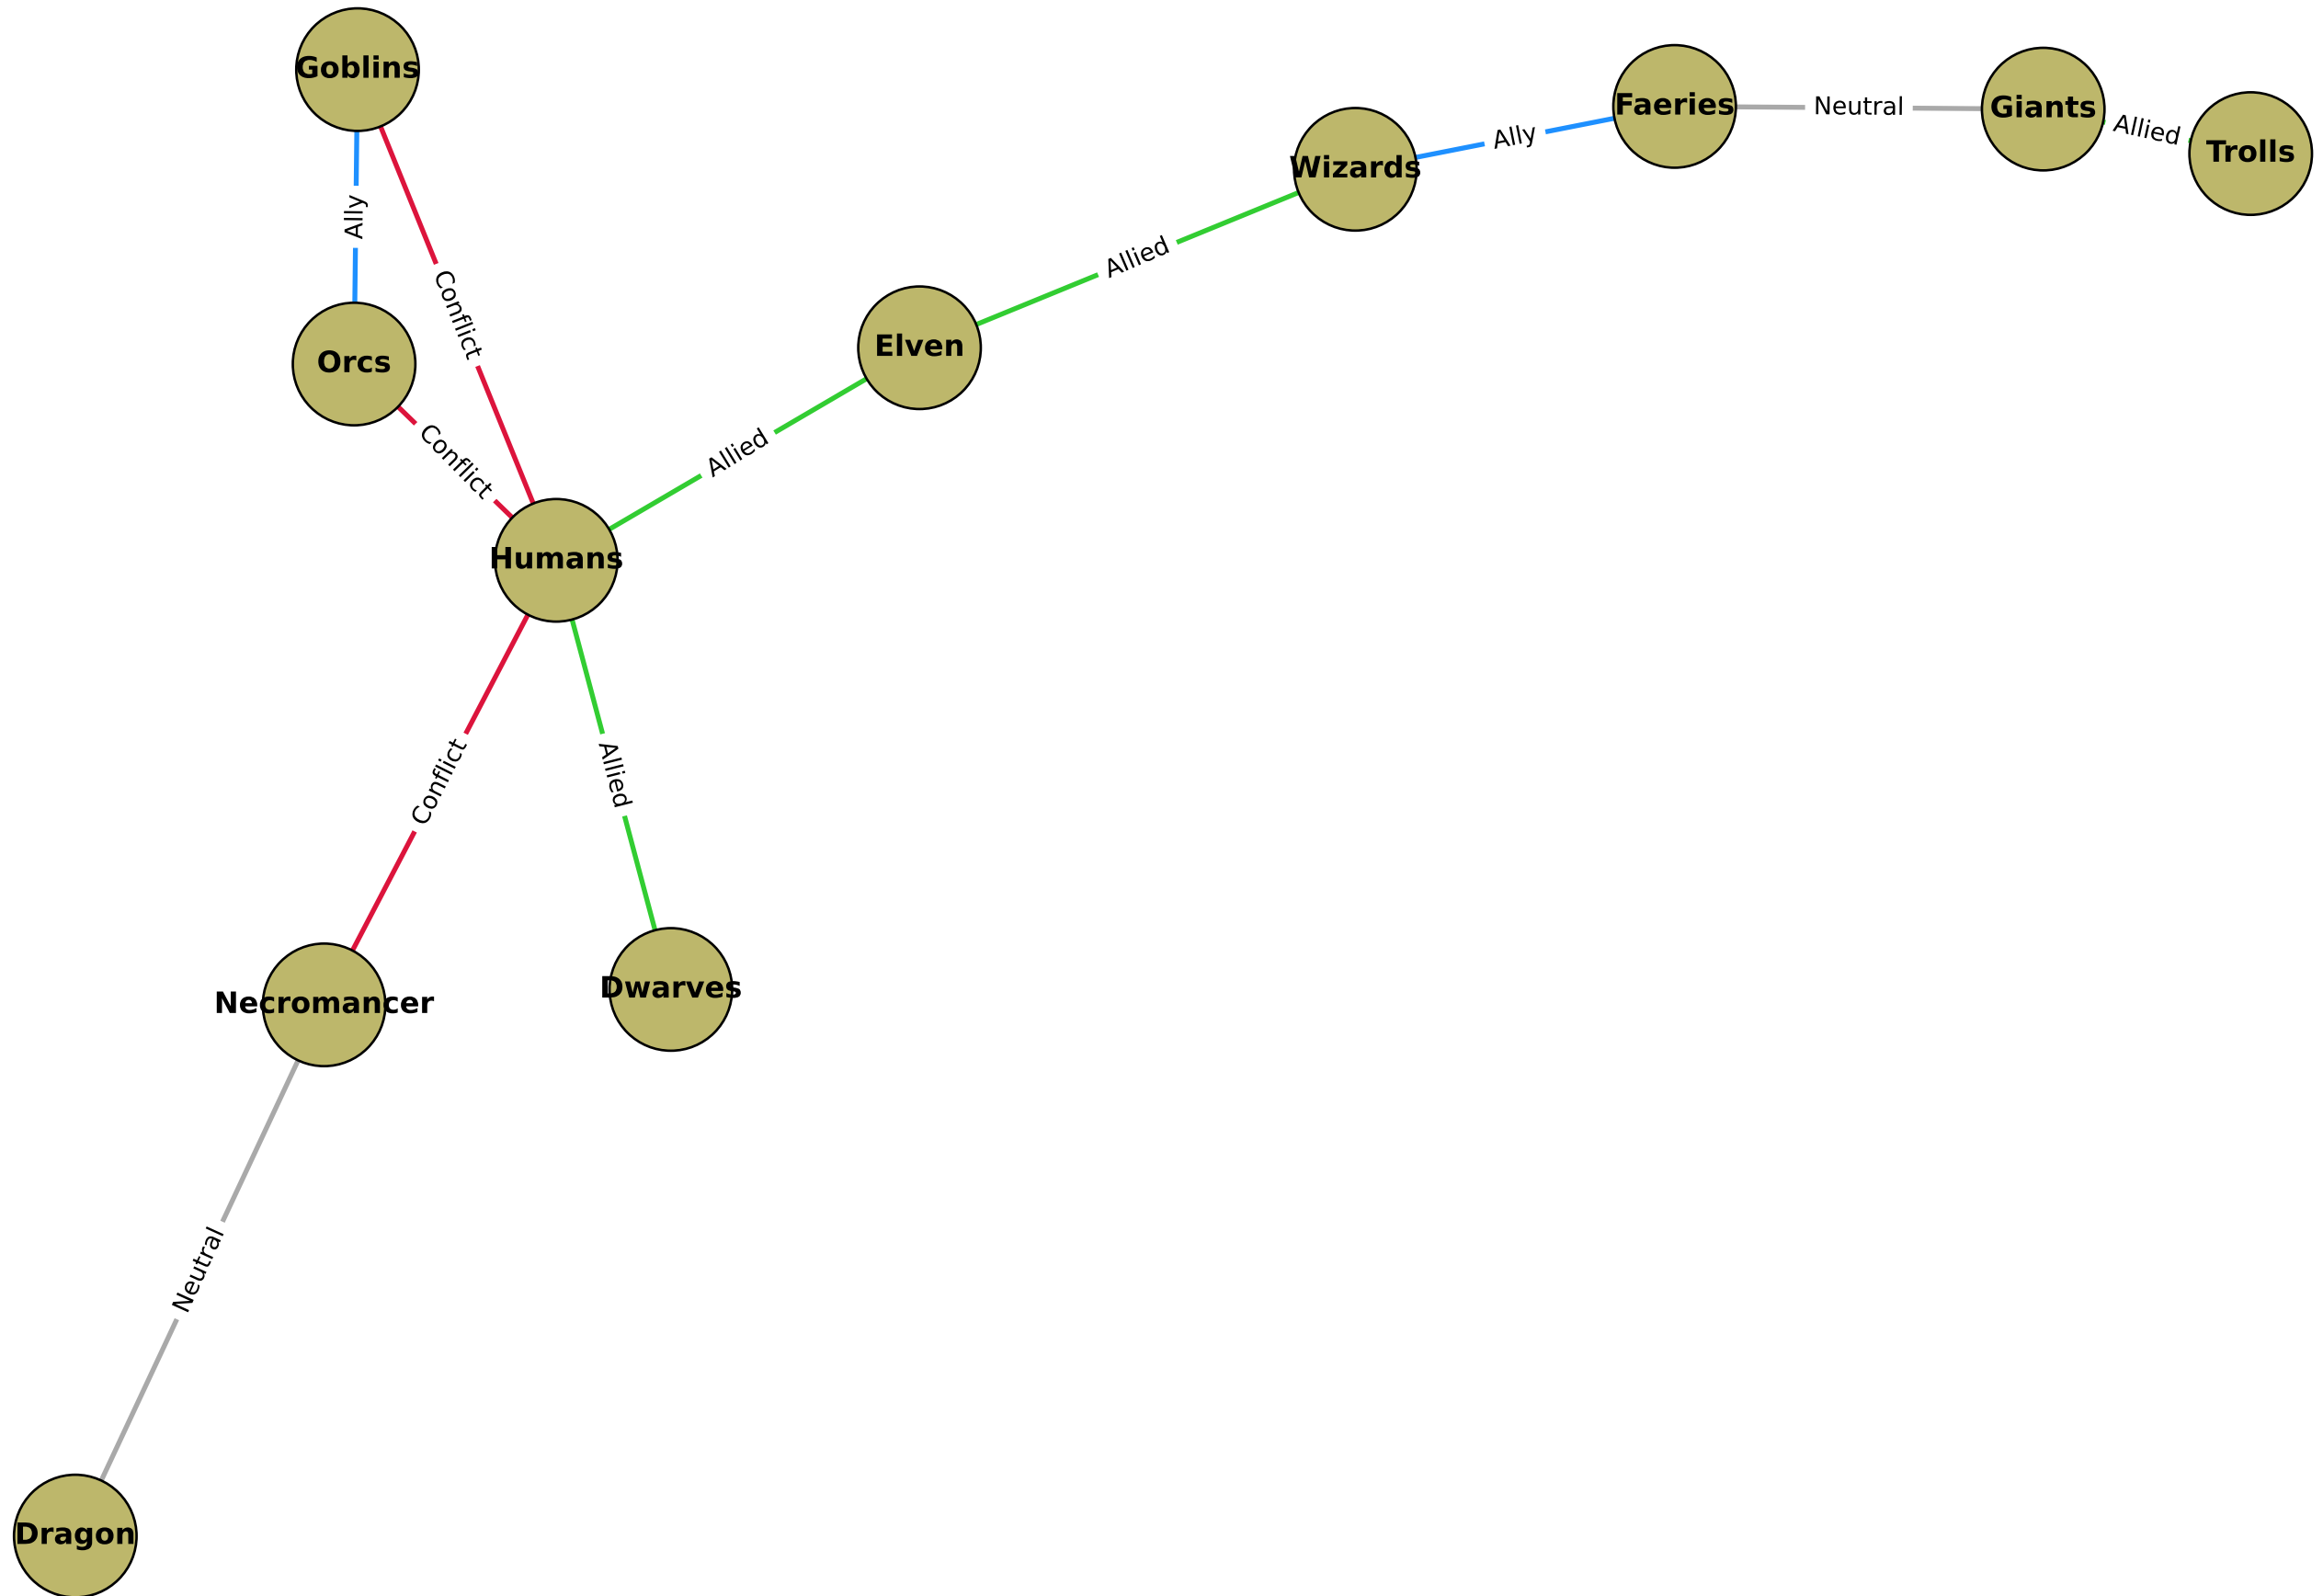 Goblins
Faeries
Neutral
Giants
Allied
Trolls
Ally
Wizards
Ally
Allied
Conflict
Elven
Orcs
Conflict
Allied
Humans
Conflict
Allied
Dwarves
Necromancer
Neutral
Dragon